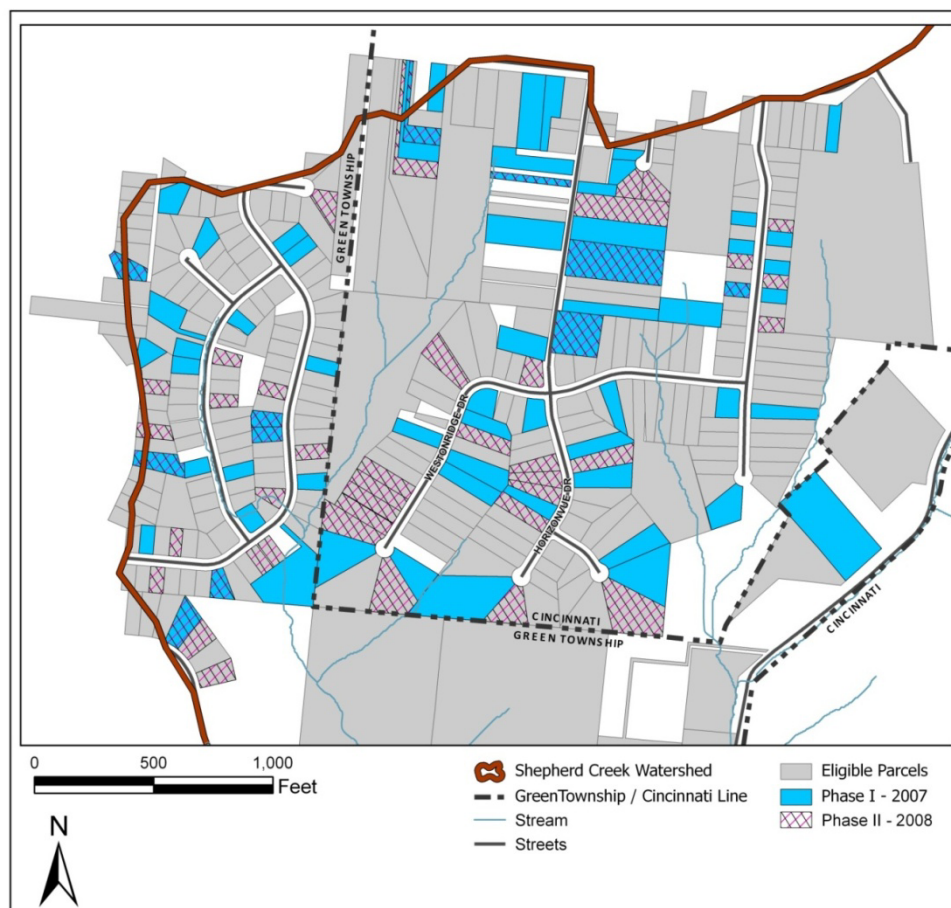 GREEN TOWNSHIP
WESTONRIDGE DR
HORIZONVUE DR
CINCINNATI
GREEN TOWNSHIP
CINCINNATI
0 500 1,000
Feet
N
Shepherd Creek Watershed
GreenTownship / Cincinnati Line
Stream
Streets
Eligible Parcels
Phase I - 2007
Phase II - 2008